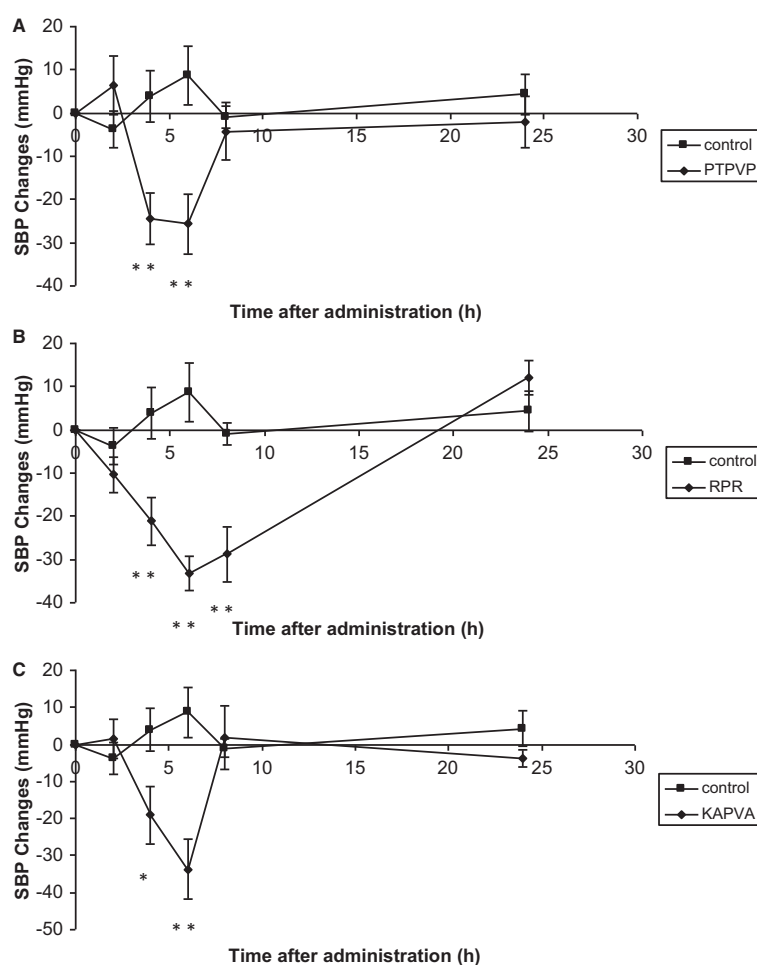 A
20
10
0
-10
-20
-30
-40
0 5 10 15 20 25 30
SBP Changes (mmHg)
control
PTPVP
* *
* *
Time after administration (h)
B
20
10
0
-10
-20
-30
-40
0 5 10 15 20 25 30
SBP Changes (mmHg)
control
RPR
* *
* *
* *
Time after administration (h)
C
20
10
0
-10
-20
-30
-40
-50
0 5 10 15 20 25 30
SBP Changes (mmHg)
control
KAPVA
*
* *
Time after administration (h)